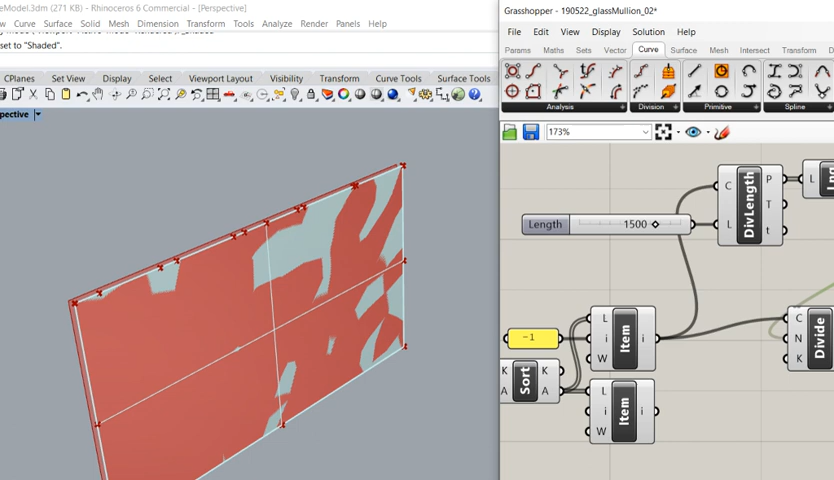 eModel.3dm (271 KB) - Rhinoceros 6 Commercial - [Perspective]
w Curve Surface Solid Mesh Dimension Transform Tools Analyze Render Panels Help
set to "Shaded".
CPlanes Set View Display Select Viewport Layout Visibility Transform Curve Tools Surface Tools
spective
Grasshopper - 190522_glassMullion_02*
File Edit View Display Solution Help
Params Maths Sets Vector Curve Surface Mesh Intersect Transform
Analysis Division Primitive Spline
173%
Length 1500
C L DivLength P T t
L
-1
L i W Item i
K A Sort K A
L i W Item i
C N K Divide